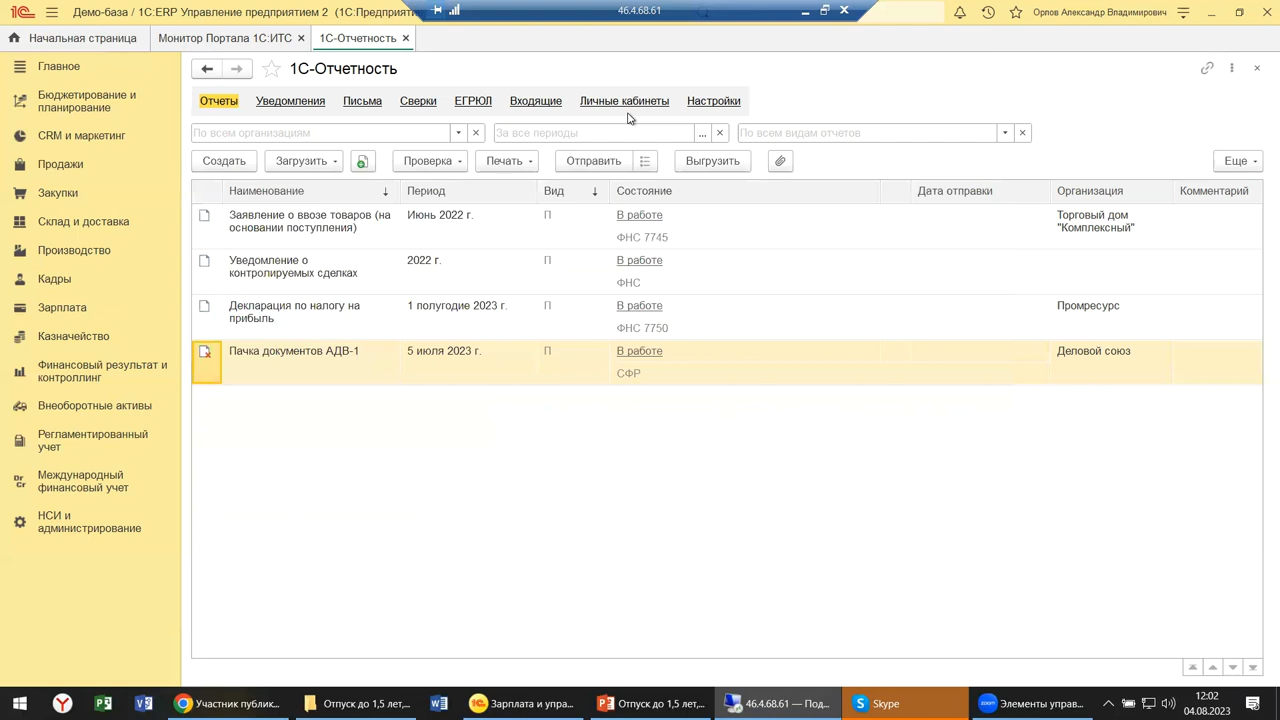 Демо-база / 1С:ERP Управление предприятием 2 (1С:Предприятие
46.4.68.61
Орлов Александр Владимирович
Начальная страница
Монитор Портала 1С:ИТС
1С-Отчетность
Главное
Бюджетирование и
планирование
CRM и маркетинг
Продажи
Закупки
Склад и доставка
Производство
Кадры
Зарплата
Казначейство
Финансовый результат и
контроллинг
Внеоборотные активы
Регламентированный
учет
Международный
финансовый учет
НСИ и
администрирование
1С-Отчетность
Отчеты Уведомления Письма Сверки ЕГРЮЛ Входящие Личные кабинеты Настройки
По всем организациям За все периоды ... По всем видам отчетов
Создать Загрузить Проверка Печать Отправить Выгрузить Еще
Наименование Период Вид Состояние Дата отправки Организация Комментарий
Заявление о ввозе товаров (на Июнь 2022 г. П В работе Торговый дом
основании поступления) "Комплексный"
ФНС 7745
Уведомление о 2022 г. П В работе
контролируемых сделках
ФНС
Декларация по налогу на 1 полугодие 2023 г. П В работе Промресурс
прибыль
ФНС 7750
Пачка документов АДВ-1 5 июля 2023 г. П В работе Деловой союз
СФР
Участник публик...
Отпуск до 1,5 лет,...
Зарплата и упра...
Отпуск до 1,5 лет,...
46.4.68.61 — Под...
Skype
Элементы управ...
12:02
04.08.2023